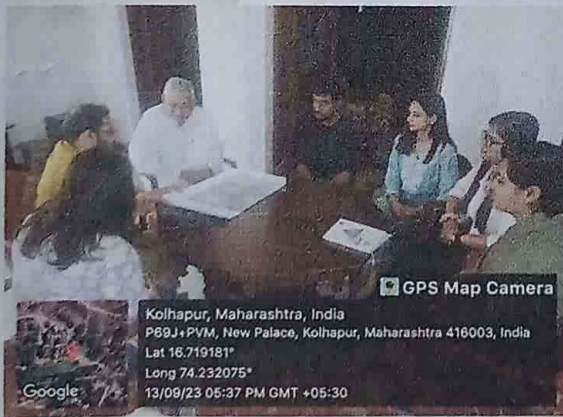 GPS Map Camera
Kolhapur, Maharashtra, India
P69J+PVM, New Palace, Kolhapur, Maharashtra 416003, India
Lat 16.719181°
Long 74.232075°
13/09/23 05:37 PM GMT +05:30
Google